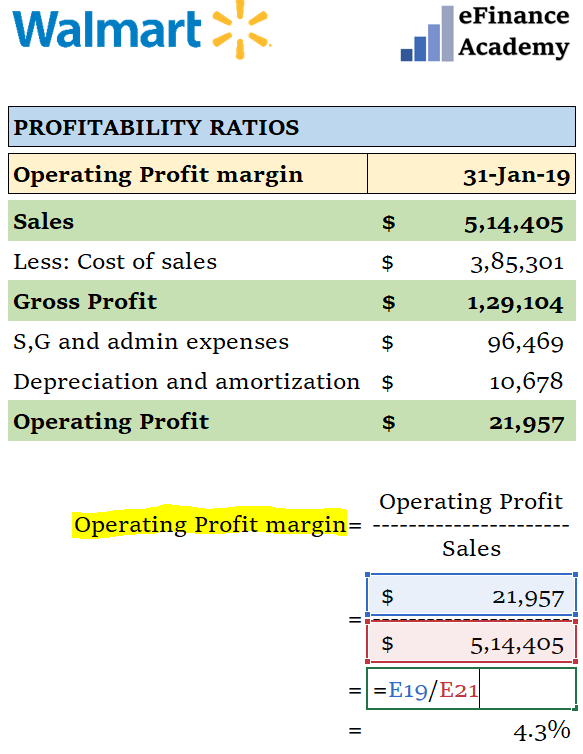 Walmart
eFinance
Academy
PROFITABILITY RATIOS
Operating Profit margin 31-Jan-19
Sales $ 5,14,405
Less: Cost of sales $ 3,85,301
Gross Profit $ 1,29,104
S,G and admin expenses $ 96,469
Depreciation and amortization $ 10,678
Operating Profit $ 21,957
Operating Profit
Operating Profit margin= ----------------------
Sales
$ 21,957
= ----------------------
$ 5,14,405
= =E19/E21
= 4.3%